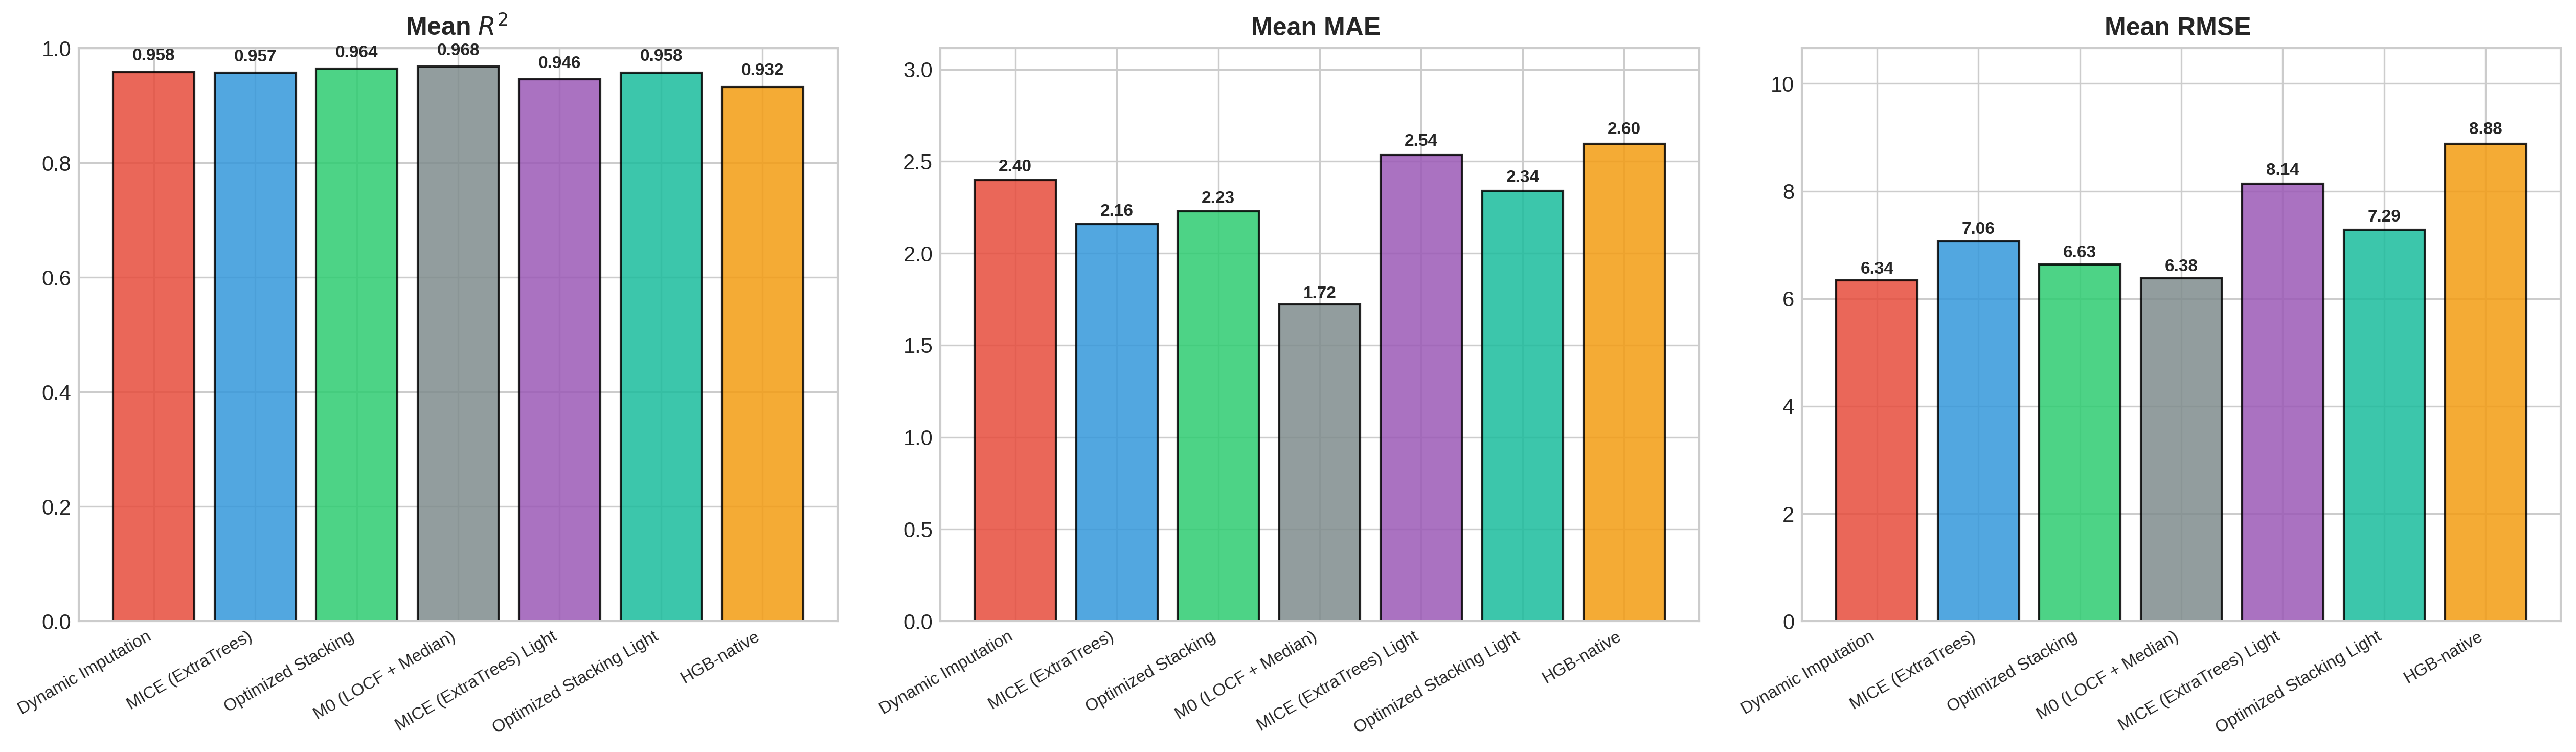 Mean R²
1.0
0.8
0.6
0.4
0.2
0.0
0.958
0.957
0.964
0.968
0.946
0.958
0.932
Dynamic Imputation
MICE (ExtraTrees)
Optimized Stacking
M0 (LOCF + Median)
MICE (ExtraTrees) Light
Optimized Stacking Light
HGB-native
Mean MAE
3.0
2.5
2.0
1.5
1.0
0.5
0.0
2.40
2.16
2.23
1.72
2.54
2.34
2.60
Dynamic Imputation
MICE (ExtraTrees)
Optimized Stacking
M0 (LOCF + Median)
MICE (ExtraTrees) Light
Optimized Stacking Light
HGB-native
Mean RMSE
10
8
6
4
2
0
6.34
7.06
6.63
6.38
8.14
7.29
8.88
Dynamic Imputation
MICE (ExtraTrees)
Optimized Stacking
M0 (LOCF + Median)
MICE (ExtraTrees) Light
Optimized Stacking Light
HGB-native